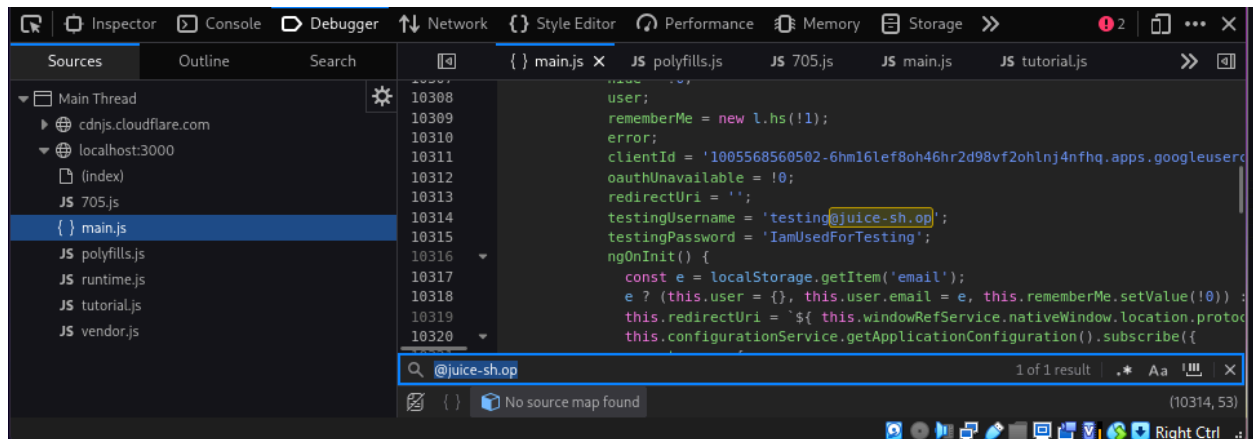 Inspector Console Debugger Network {} Style Editor Performance Memory Storage 2
Sources Outline Search { } main.js JS polyfills.js JS 705.js JS main.js JS tutorial.js
Main Thread
cdnjs.cloudflare.com
localhost:3000
(index)
JS 705.js
{ } main.js
JS polyfills.js
JS runtime.js
JS tutorial.js
JS vendor.js
10308 user;
10309 rememberMe = new l.hs(!1);
10310 error;
10311 clientId = '1005568560502-6hm16lef8oh46hr2d98vf2ohlnj4nfhq.apps.googleuserc
10312 oauthUnavailable = !0;
10313 redirectUri = '';
10314 testingUsername = 'testing@juice-sh.op';
10315 testingPassword = 'IamUsedForTesting';
10316 ngOnInit() {
10317 const e = localStorage.getItem('email');
10318 e ? (this.user = {}, this.user.email = e, this.rememberMe.setValue(!0)) :
10319 this.redirectUri = `${ this.windowRefService.nativeWindow.location.protoc
10320 this.configurationService.getApplicationConfiguration().subscribe({
@juice-sh.op 1 of 1 result .* Aa
{ } No source map found (10314, 53)
Right Ctrl